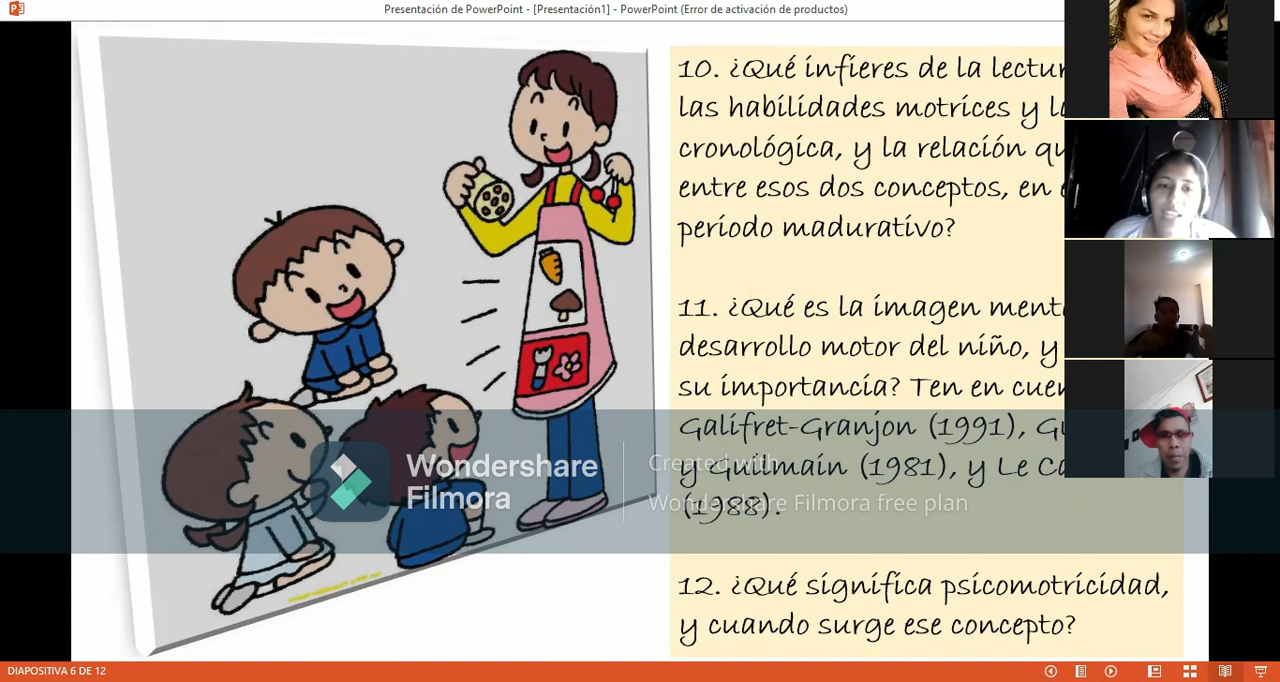 Presentación de PowerPoint - [Presentación1] - PowerPoint (Error de activación de productos)
10. ¿Qué infieres de la lectur
las habilidades motrices y l
cronológica, y la relación qu
entre esos dos conceptos, en
período madurativo?
11. ¿Qué es la imagen ment
desarrollo motor del niño, y
su importancia? Ten en cuen
Galifret-Granjon (1991), Gu
y Guilmain (1981), y Le Ca
(1988).
Wondershare
Filmora
Created with
Wondershare Filmora free plan
12. ¿Qué significa psicomotricidad,
y cuando surge ese concepto?
DIAPOSITIVA 6 DE 12